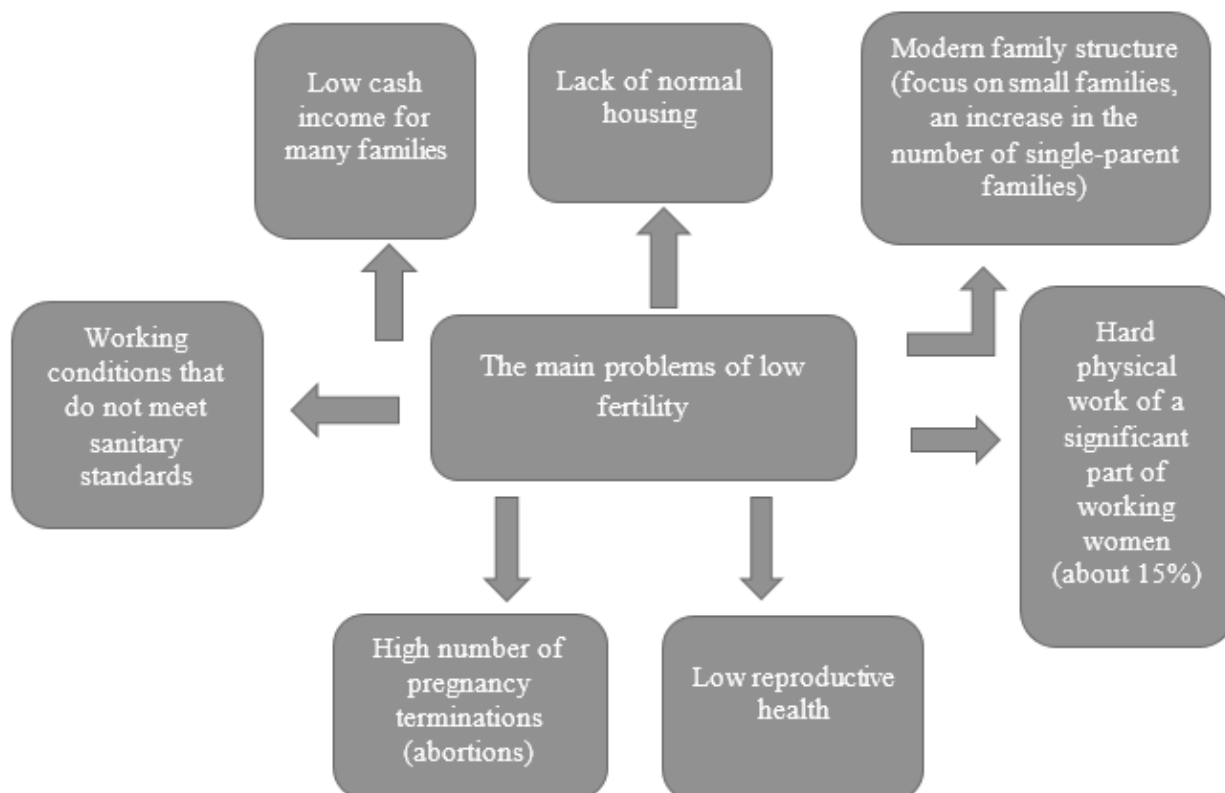 Low cash
income for
many families
Lack of normal
housing
Modern family structure
(focus on small families,
an increase in the
number of single-parent
families)
Working
conditions that
do not meet
sanitary
standards
The main problems of low
fertility
Hard
physical
work of a
significant
part of
working
women
(about 15%)
High number of
pregnancy
terminations
(abortions)
Low reproductive
health